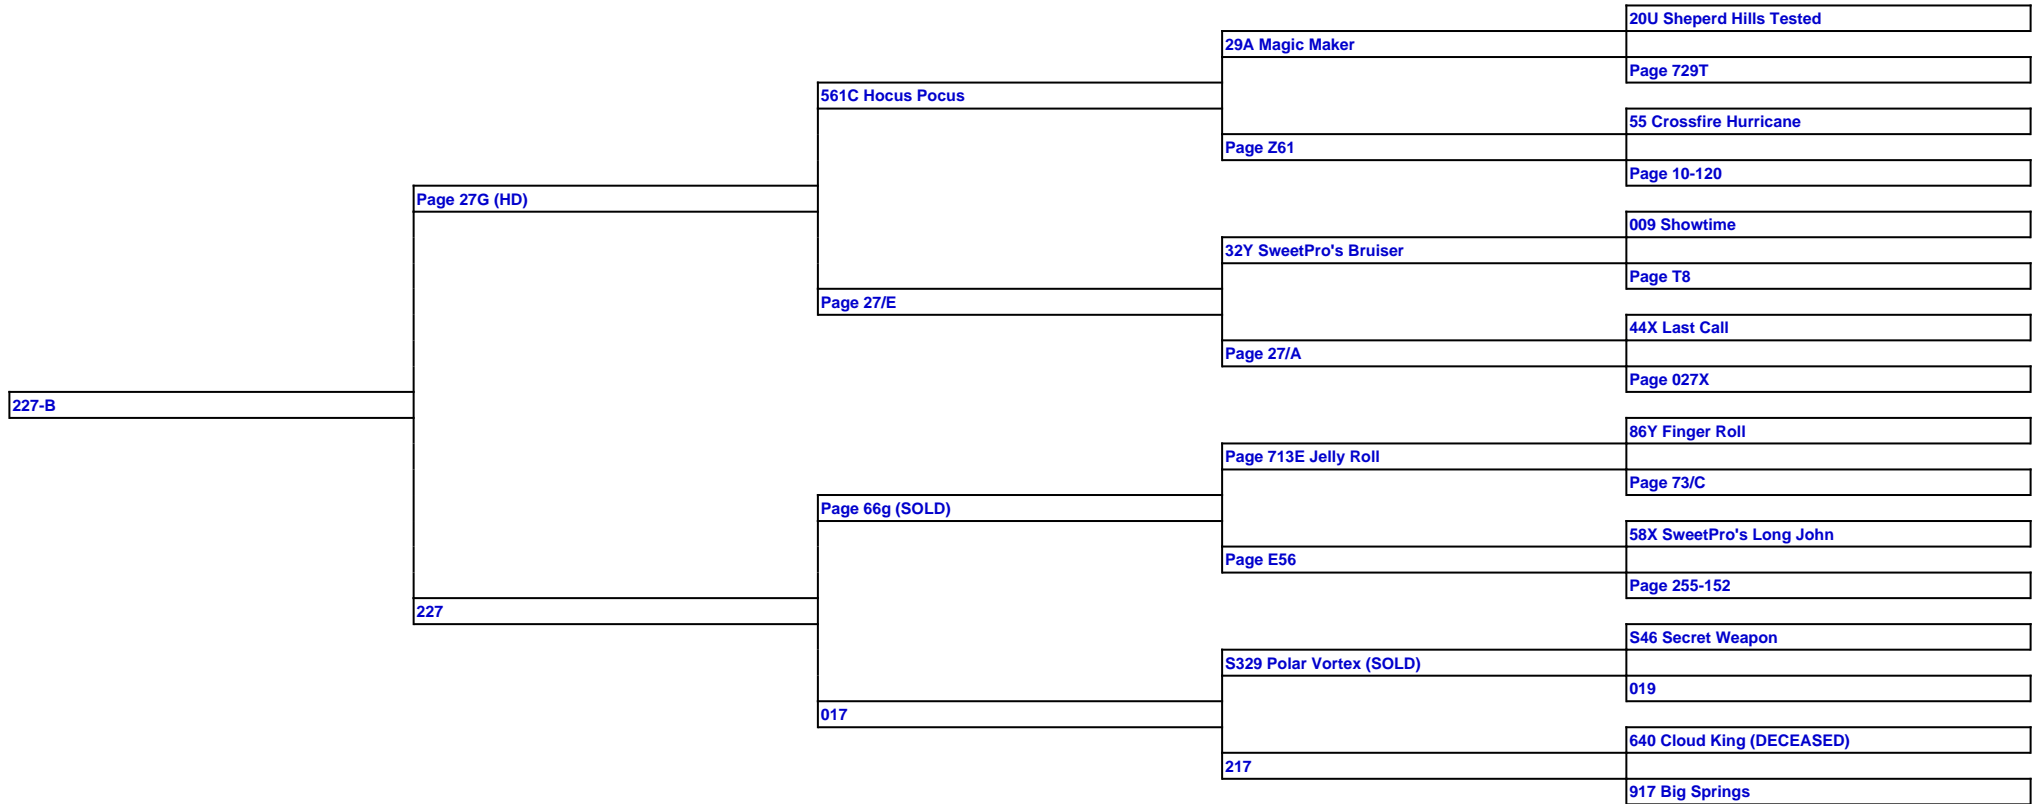 20U Sheperd Hills Tested
29A Magic Maker
Page 729T
561C Hocus Pocus
55 Crossfire Hurricane
Page Z61
Page 10-120
Page 27G (HD)
009 Showtime
32Y SweetPro's Bruiser
Page T8
Page 27/E
44X Last Call
Page 27/A
Page 027X
227-B
86Y Finger Roll
Page 713E Jelly Roll
Page 73/C
Page 66g (SOLD)
58X SweetPro's Long John
Page E56
Page 255-152
227
S46 Secret Weapon
S329 Polar Vortex (SOLD)
019
017
640 Cloud King (DECEASED)
217
917 Big Springs